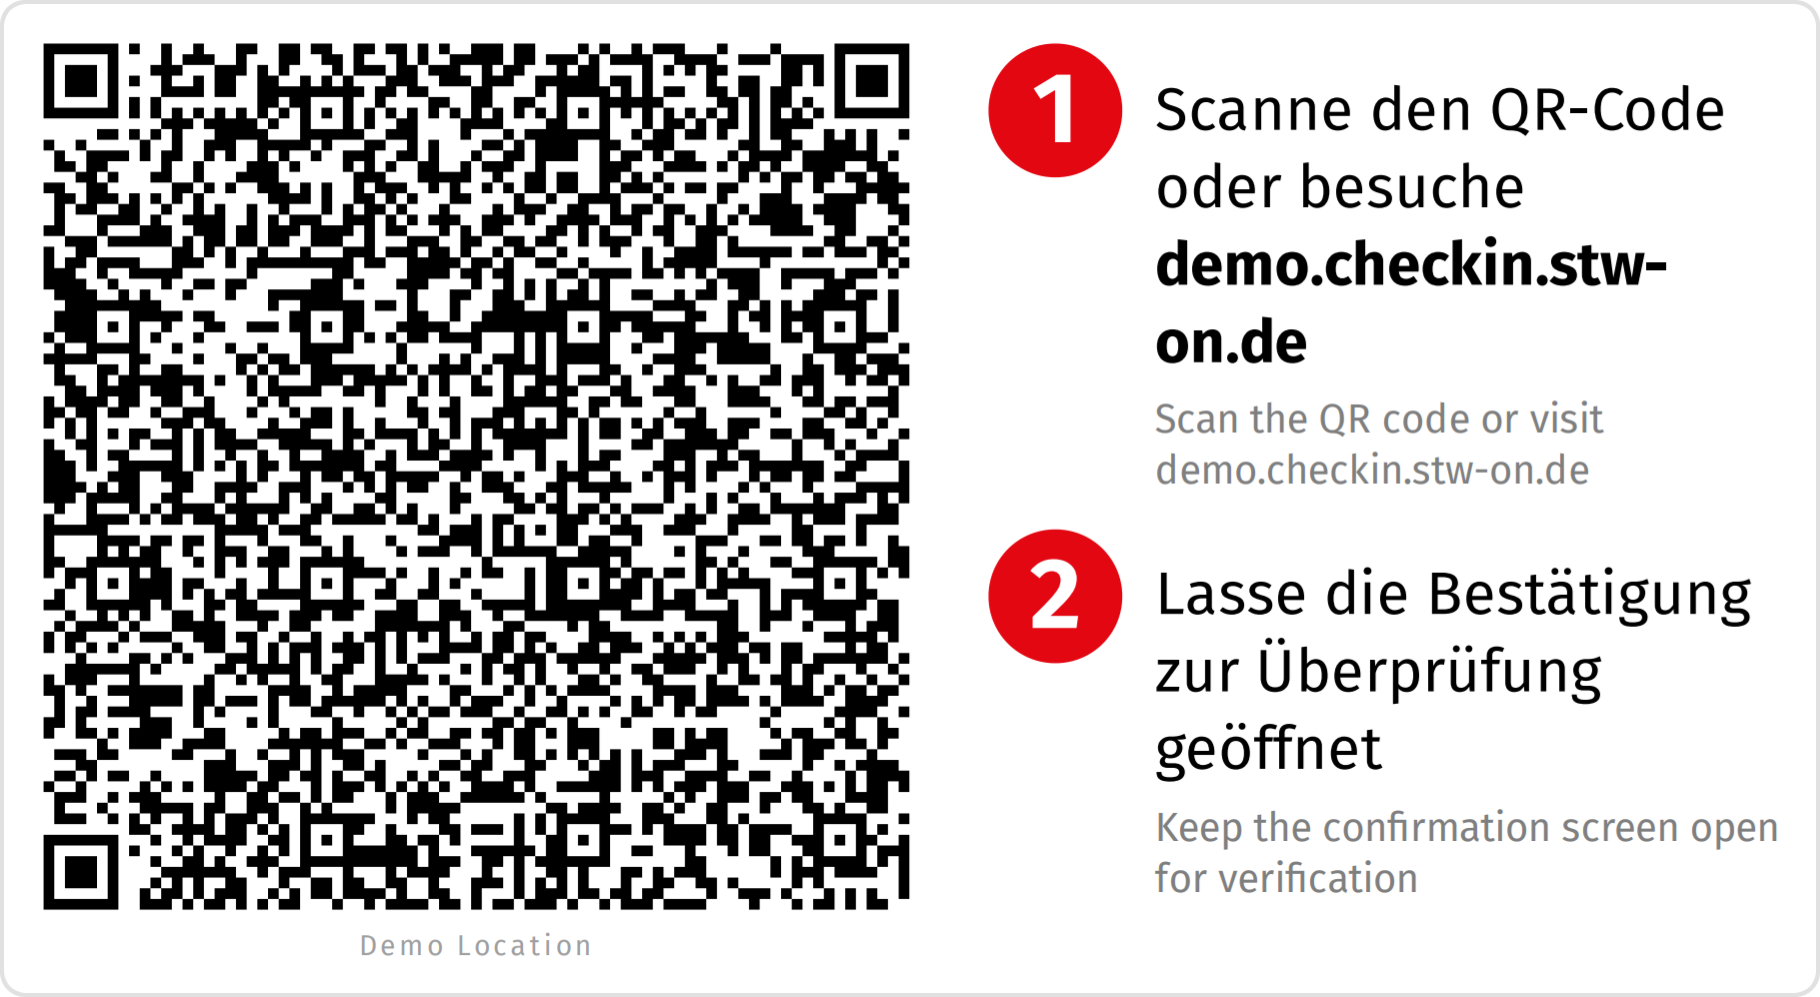 1
Scanne den QR-Code
oder besuche
demo.checkin.stw-
on.de
Scan the QR code or visit
demo.checkin.stw-on.de
2
Lasse die Bestätigung
zur Überprüfung
geöffnet
Keep the confirmation screen open
for verification
Demo Location